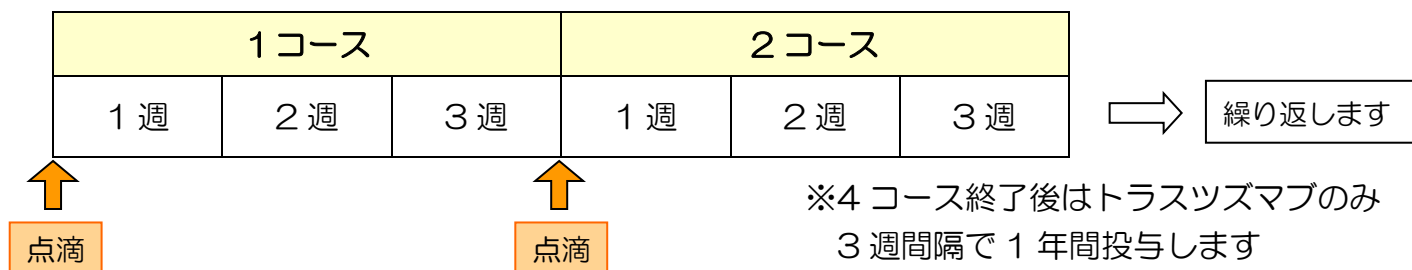 1コース 2コース
1週 2週 3週 1週 2週 3週 繰り返します
※4コース終了後はトラスツズマブのみ
3週間隔で1年間投与します
点滴 点滴